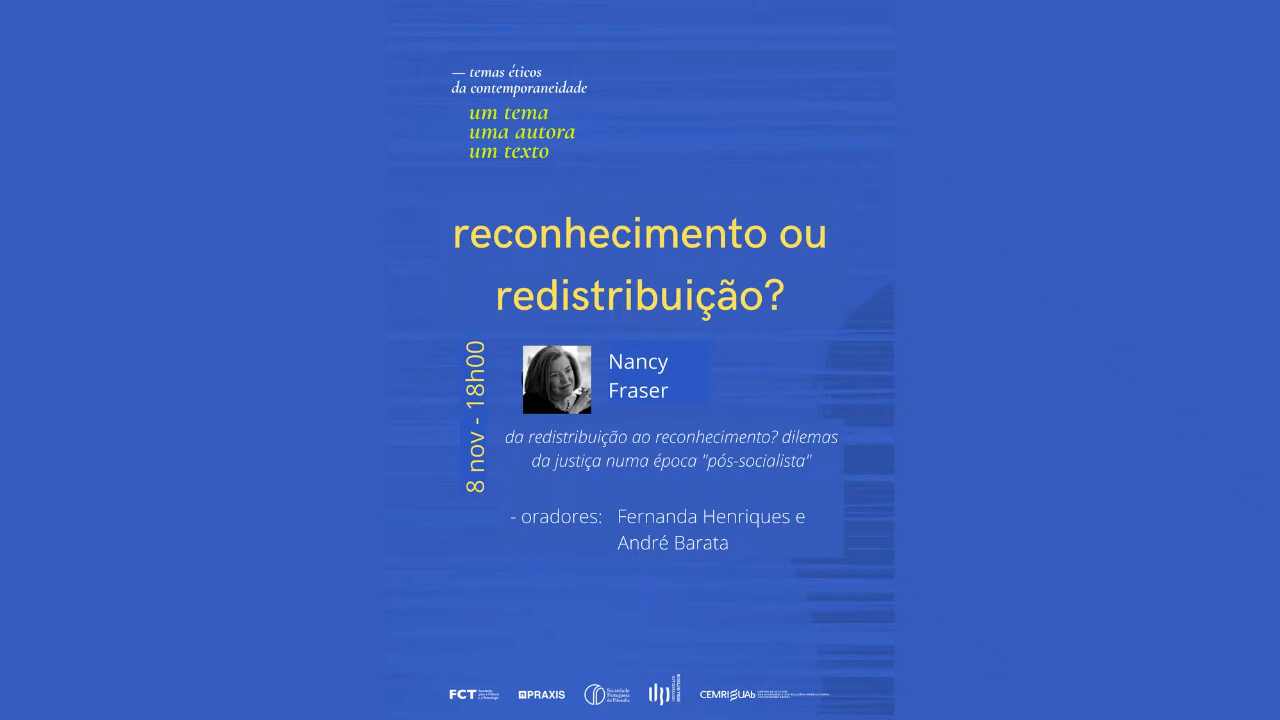 — temas éticos
da contemporaneidade
um tema
uma autora
um texto
reconhecimento ou
redistribuição?
8 nov - 18h00
Nancy
Fraser
da redistribuição ao reconhecimento? dilemas
da justiça numa época "pós-socialista"
- oradores: Fernanda Henriques e
André Barata
FCT
PRAXIS
Sociedade
Portuguesa
de Filosofia
CEMRI UAb